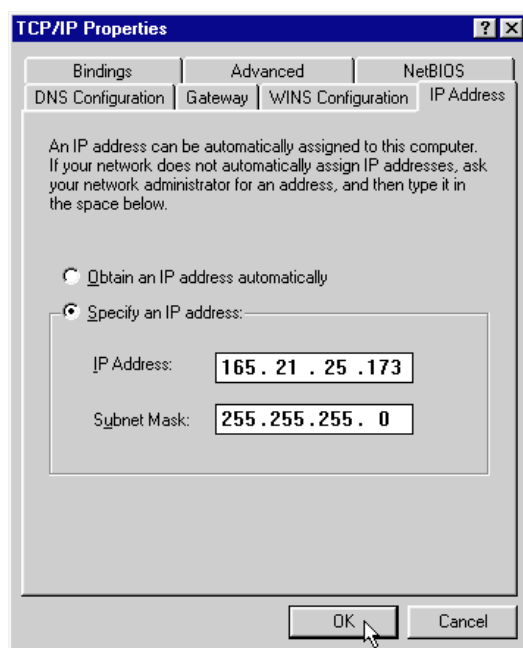 TCP/IP Properties
? X
Bindings Advanced NetBIOS
DNS Configuration Gateway WINS Configuration IP Address
An IP address can be automatically assigned to this computer.
If your network does not automatically assign IP addresses, ask
your network administrator for an address, and then type it in
the space below.
Obtain an IP address automatically
Specify an IP address:
IP Address: 165 . 21 . 25 .173
Subnet Mask: 255 .255 .255 . 0
OK Cancel